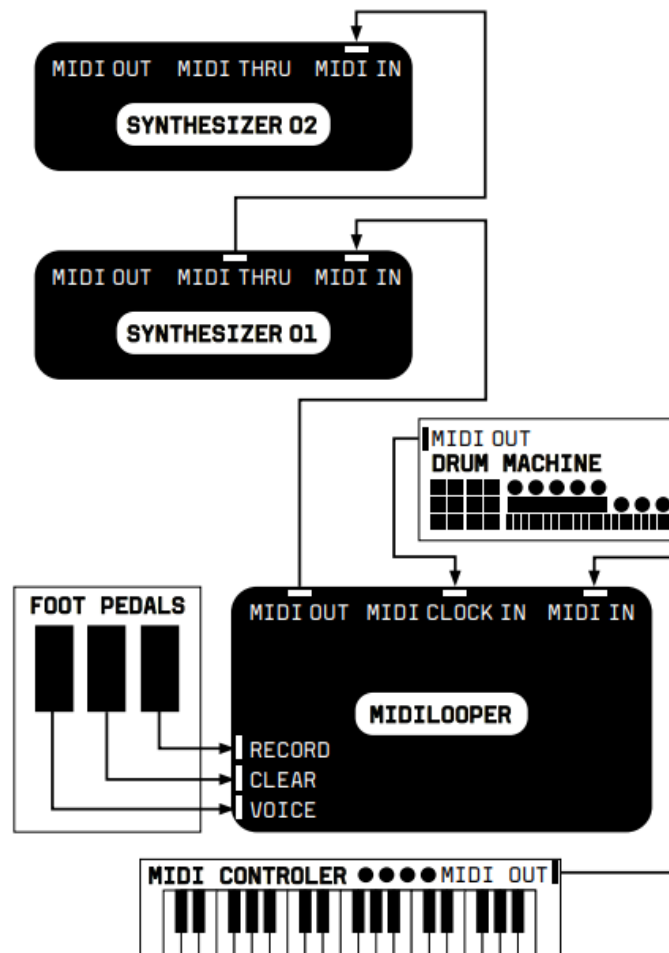 MIDI OUT MIDI THRU MIDI IN
SYNTHESIZER 02
MIDI OUT MIDI THRU MIDI IN
SYNTHESIZER 01
MIDI OUT
DRUM MACHINE
FOOT PEDALS
MIDI OUT MIDI CLOCK IN MIDI IN
MIDILOOPER
RECORD
CLEAR
VOICE
MIDI CONTROLER MIDI OUT